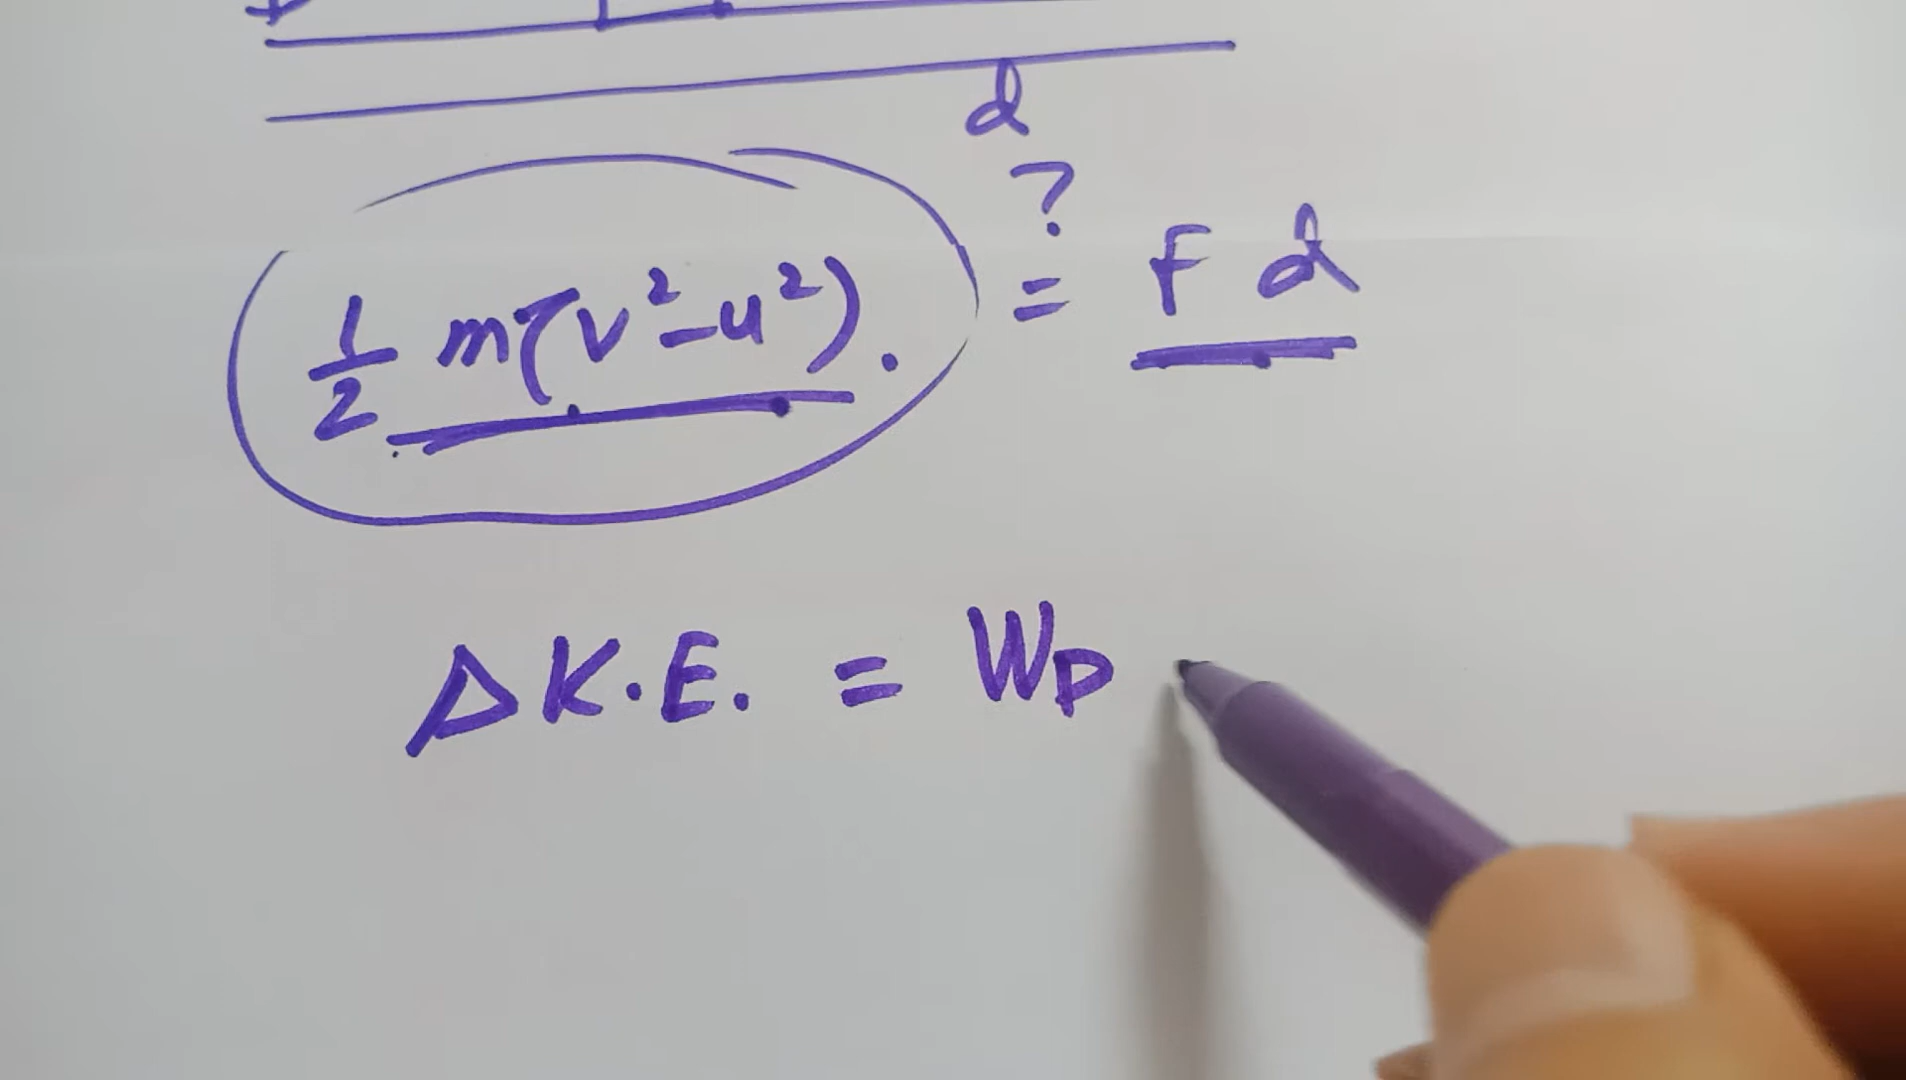 d
?
½ m(v²-u²). = F d
ΔK.E. = WD